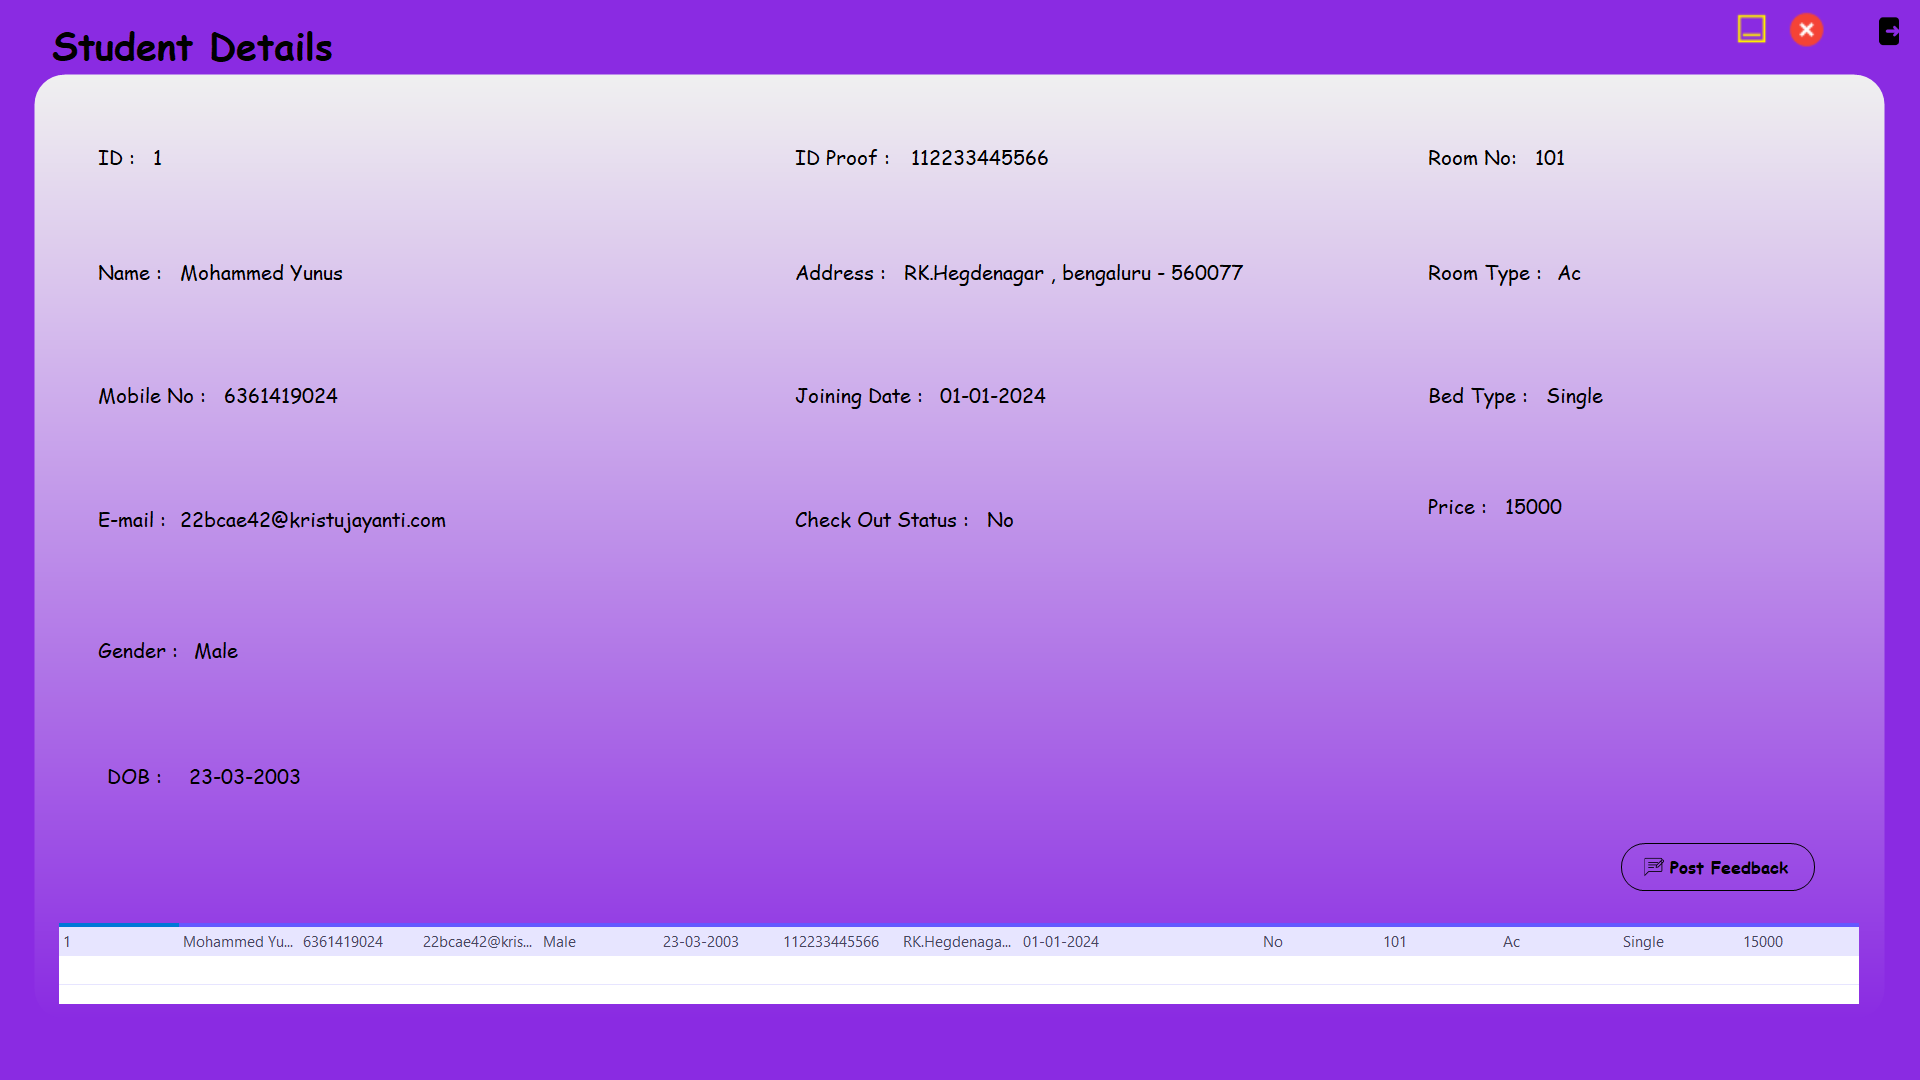 Student Details
ID : 1 ID Proof : 112233445566 Room No: 101
Name : Mohammed Yunus Address : RK.Hegdenagar , bengaluru - 560077 Room Type : Ac
Mobile No : 6361419024 Joining Date : 01-01-2024 Bed Type : Single
E-mail : 22bcae42@kristujayanti.com Check Out Status : No Price : 15000
Gender : Male
DOB : 23-03-2003
Post Feedback
1 Mohammed Yu... 6361419024 22bcae42@kris... Male 23-03-2003 112233445566 RK.Hegdenaga... 01-01-2024 No 101 Ac Single 15000